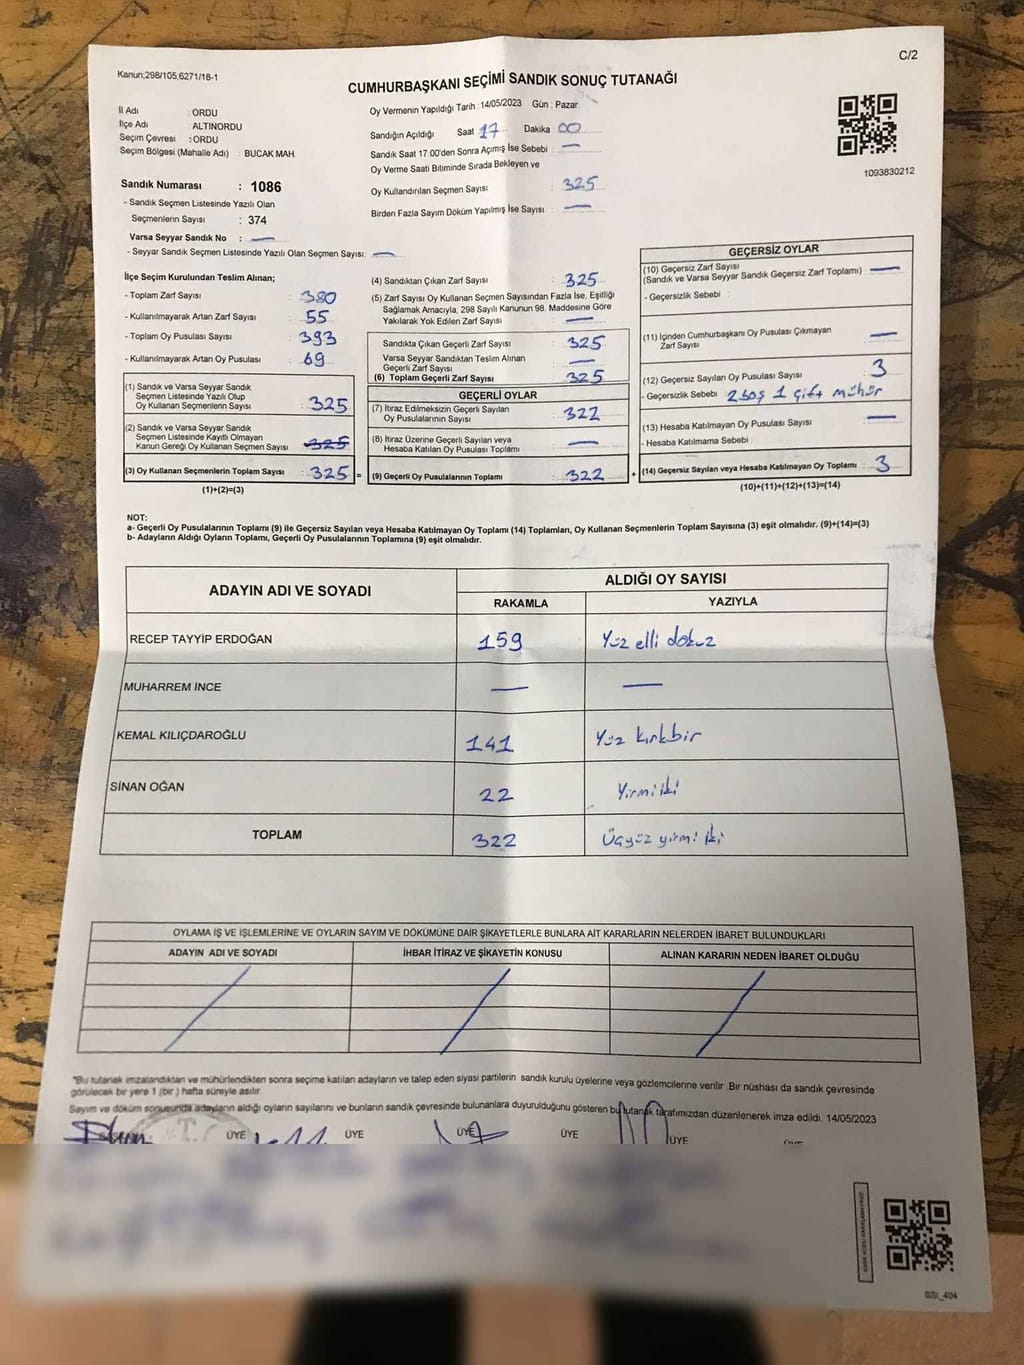 Kanun;298/105,6271/18-1
C/2
CUMHURBAŞKANI SEÇİMİ SANDIK SONUÇ TUTANAĞI
İl Adı : ORDU
İlçe Adı : ALTINORDU
Seçim Çevresi : ORDU
Seçim Bölgesi (Mahalle Adı) : BUCAK MAH.
Sandık Numarası : 1086
- Sandık Seçmen Listesinde Yazılı Olan
Seçmenlerin Sayısı : 374
Varsa Seyyar Sandık No : —
- Seyyar Sandık Seçmen Listesinde Yazılı Olan Seçmen Sayısı: —
Oy Vermenin Yapıldığı Tarih : 14/05/2023 Gün : Pazar
Sandığın Açıldığı Saat 17 Dakika : 00
Sandık Saat 17 00'den Sonra Açımış İse Sebebi : —
Oy Verme Saati Bitiminde Sırada Bekleyen ve
Oy Kullandırılan Seçmen Sayısı : 325
Birden Fazla Sayım Döküm Yapılmış İse Sayısı : —
1093830212
İlçe Seçim Kurulundan Teslim Alınan;
- Toplam Zarf Sayısı : 380
- Kullanılmayarak Artan Zarf Sayısı : 55
- Toplam Oy Pusulası Sayısı : 393
- Kullanılmayarak Artan Oy Pusulası : 69
(1) Sandık ve Varsa Seyyar Sandık
Seçmen Listesinde Yazılı Olup
Oy Kullanan Seçmenlerin Sayısı : 325
(2) Sandık ve Varsa Seyyar Sandık
Seçmen Listesinde Kayıtlı Olmayan
Kanun Gereği Oy Kullanan Seçmen Sayısı : 325
(3) Oy Kullanan Seçmenlerin Toplam Sayısı : 325 =
(1)+(2)=(3)
(4) Sandıktan Çıkan Zarf Sayısı : 325
(5) Zarf Sayısı Oy Kullanan Seçmen Sayısından Fazla İse, Eşitliği
Sağlamak Amacıyla, 298 Sayılı Kanunun 98. Maddesine Göre
Yakılarak Yok Edilen Zarf Sayısı : —
Sandıkta Çıkan Geçerli Zarf Sayısı : 325
Varsa Seyyar Sandıktan Teslim Alınan
Geçerli Zarf Sayısı : —
(6) Toplam Geçerli Zarf Sayısı : 325
GEÇERLİ OYLAR
(7) İtiraz Edilmeksizin Geçerli Sayılan
Oy Pusulalarının Sayısı : 322
(8) İtiraz Üzerine Geçerli Sayılan veya
Hesaba Katılan Oy Pusulası Toplamı : —
(9) Geçerli Oy Pusulalarının Toplamı : 322 +
GEÇERSİZ OYLAR
(10) Geçersiz Zarf Sayısı
(Sandık ve Varsa Seyyar Sandık Geçersiz Zarf Toplamı) : —
- Geçersizlik Sebebi :
(11) İçinden Cumhurbaşkanı Oy Pusulası Çıkmayan
Zarf Sayısı : —
(12) Geçersiz Sayılan Oy Pusulası Sayısı : 3
- Geçersizlik Sebebi : 2 boş 1 çift mühür
(13) Hesaba Katılmayan Oy Pusulası Sayısı : —
- Hesaba Katılmama Sebebi :
(14) Geçersiz Sayılan veya Hesaba Katılmayan Oy Toplamı : 3
(10)+(11)+(12)+(13)=(14)
NOT:
a- Geçerli Oy Pusulalarının Toplamı (9) ile Geçersiz Sayılan veya Hesaba Katılmayan Oy Toplamı (14) Toplamları, Oy Kullanan Seçmenlerin Toplam Sayısına (3) eşit olmalıdır. (9)+(14)=(3)
b- Adayların Aldığı Oyların Toplamı, Geçerli Oy Pusulalarının Toplamına (9) eşit olmalıdır.
ADAYIN ADI VE SOYADI
ALDIĞI OY SAYISI
RAKAMLA YAZIYLA
RECEP TAYYİP ERDOĞAN 159 Yüz elli dokuz
MUHARREM İNCE — —
KEMAL KILIÇDAROĞLU 141 Yüz kırkbir
SİNAN OĞAN 22 Yirmi iki
TOPLAM 322 Üçyüz yirmi iki
OYLAMA İŞ VE İŞLEMLERİNE VE OYLARIN SAYIM VE DÖKÜMÜNE DAİR ŞİKAYETLERLE BUNLARA AİT KARARLARIN NELERDEN İBARET BULUNDUKLARI
ADAYIN ADI VE SOYADI İHBAR İTİRAZ VE ŞİKAYETİN KONUSU ALINAN KARARIN NEDEN İBARET OLDUĞU
"Bu tutanak imzalandıktan ve mühürlendikten sonra seçime katılan adayların ve talep eden siyasi partilerin sandık kurulu üyelerine veya gözlemcilerine verilir. Bir nüshası da sandık çevresinde
görülecek bir yere 1 (bir ) hafta süreyle asılır.
Sayım ve döküm sonucunda adayların aldığı oyların sayılarını ve bunların sandık çevresinde bulunanlara duyurulduğunu gösteren bu tutanak tarafımızdan düzenlenerek imza edildi. 14/05/2023
ÜYE ÜYE ÜYE ÜYE ÜYE
SSI_404